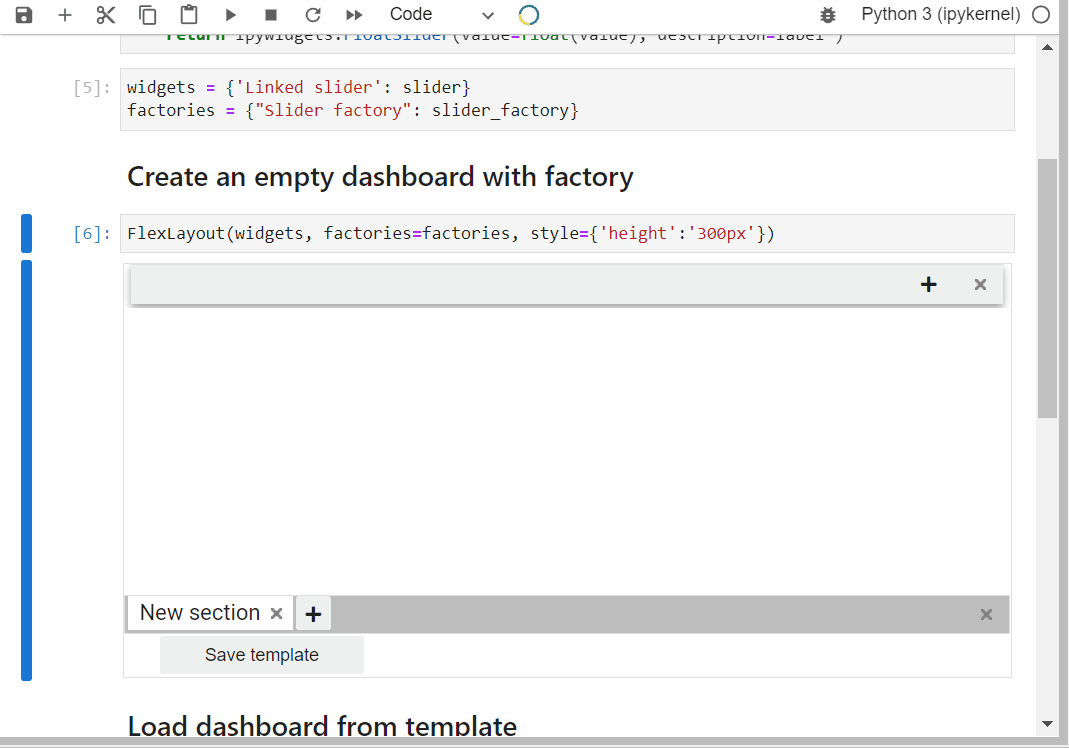 Code
Python 3 (ipykernel)
return ipywidgets.FloatSlider(value=float(value), description=label )
[5]:
widgets = {'Linked slider': slider}
factories = {"Slider factory": slider_factory}
Create an empty dashboard with factory
[6]:
FlexLayout(widgets, factories=factories, style={'height':'300px'})
New section
Save template
Load dashboard from template